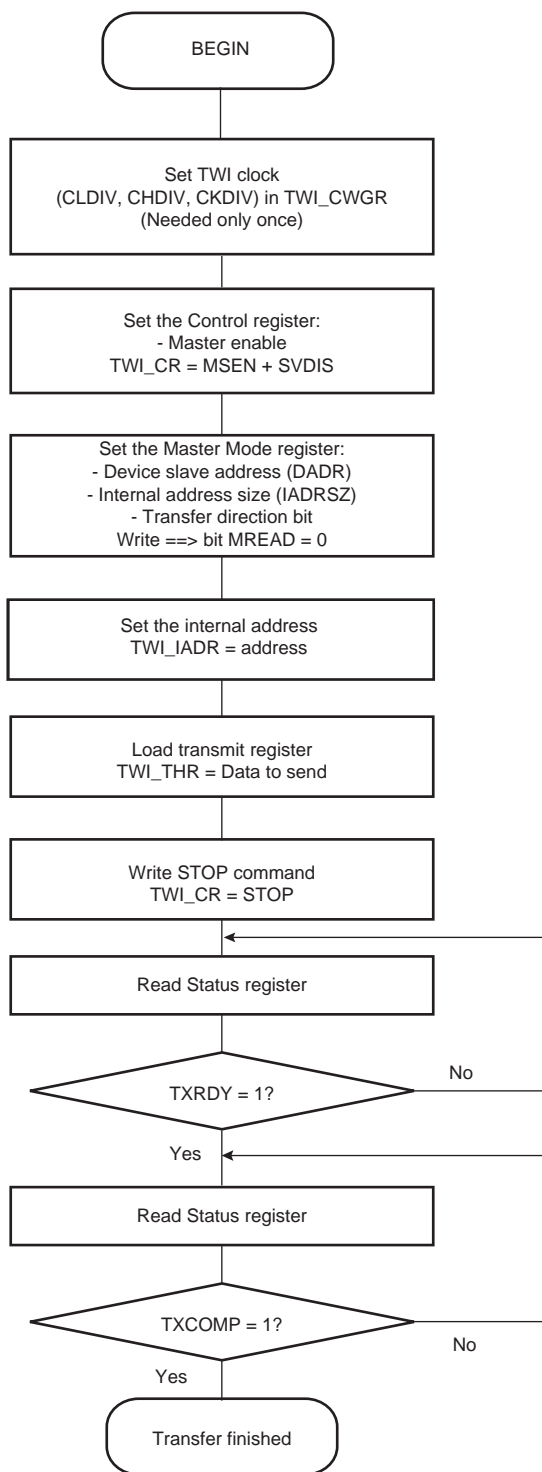 BEGIN
Set TWI clock
(CLDIV, CHDIV, CKDIV) in TWI_CWGR
(Needed only once)
Set the Control register:
- Master enable
TWI_CR = MSEN + SVDIS
Set the Master Mode register:
- Device slave address (DADR)
- Internal address size (IADRSZ)
- Transfer direction bit
Write ==> bit MREAD = 0
Set the internal address
TWI_IADR = address
Load transmit register
TWI_THR = Data to send
Write STOP command
TWI_CR = STOP
Read Status register
TXRDY = 1?
No
Yes
Read Status register
TXCOMP = 1?
No
Yes
Transfer finished